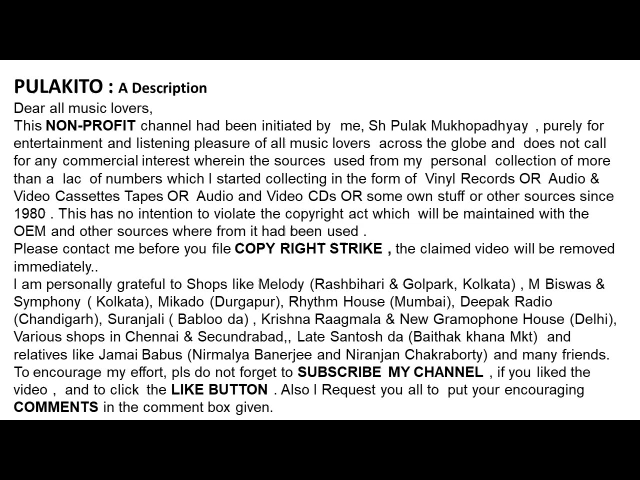 PULAKITO : A Description
Dear all music lovers,
This NON-PROFIT channel had been initiated by me, Sh Pulak Mukhopadhyay , purely for
entertainment and listening pleasure of all music lovers across the globe and does not call
for any commercial interest wherein the sources used from my personal collection of more
than a lac of numbers which I started collecting in the form of Vinyl Records OR Audio &
Video Cassettes Tapes OR Audio and Video CDs OR some own stuff or other sources since
1980 . This has no intention to violate the copyright act which will be maintained with the
OEM and other sources where from it had been used .
Please contact me before you file COPY RIGHT STRIKE , the claimed video will be removed
immediately..
I am personally grateful to Shops like Melody (Rashbihari & Golpark, Kolkata) , M Biswas &
Symphony ( Kolkata), Mikado (Durgapur), Rhythm House (Mumbai), Deepak Radio
(Chandigarh), Suranjali ( Babloo da) , Krishna Raagmala & New Gramophone House (Delhi),
Various shops in Chennai & Secundrabad,, Late Santosh da (Baithak khana Mkt) and
relatives like Jamai Babus (Nirmalya Banerjee and Niranjan Chakraborty) and many friends.
To encourage my effort, pls do not forget to SUBSCRIBE MY CHANNEL , if you liked the
video , and to click the LIKE BUTTON . Also I Request you all to put your encouraging
COMMENTS in the comment box given.